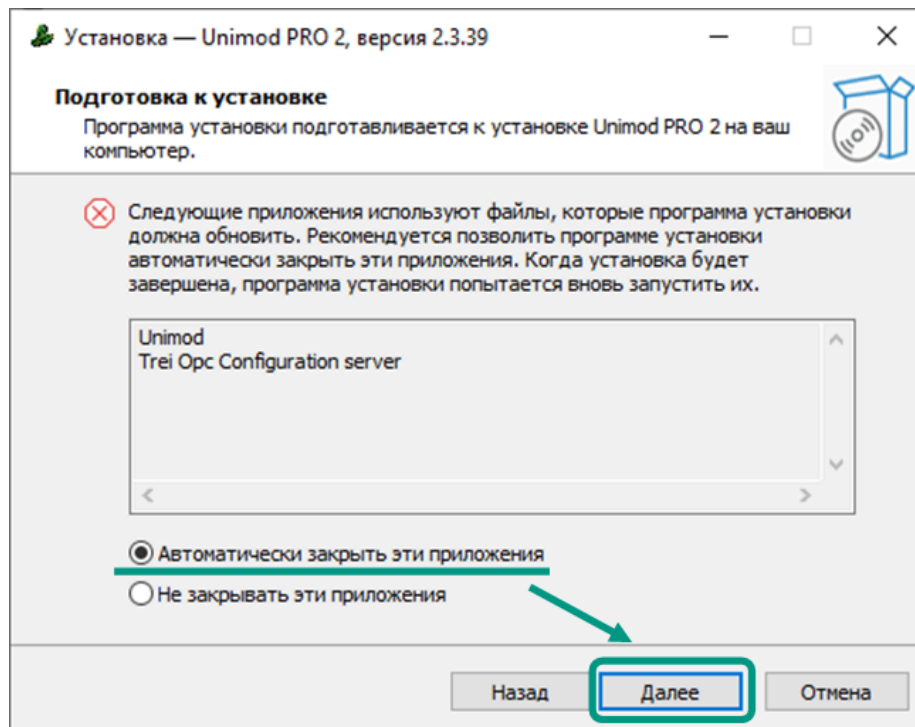 Установка — Unimod PRO 2, версия 2.3.39
Подготовка к установке
Программа установки подготавливается к установке Unimod PRO 2 на ваш
компьютер.
Следующие приложения используют файлы, которые программа установки
должна обновить. Рекомендуется позволить программе установки
автоматически закрыть эти приложения. Когда установка будет
завершена, программа установки попытается вновь запустить их.
Unimod
Trei Opc Configuration server
Автоматически закрыть эти приложения
Не закрывать эти приложения
Назад
Далее
Отмена